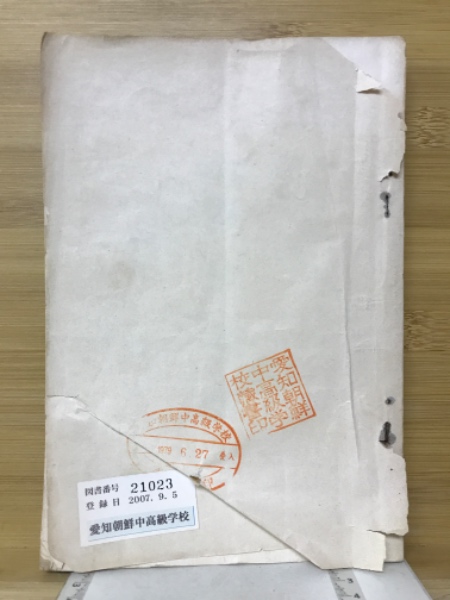 愛知朝鮮
中高級学
校蔵書印
朝鮮中高級学校
6. 27 受入
図書番号 21023
登録日 2007. 9. 5
愛知朝鮮中高級学校